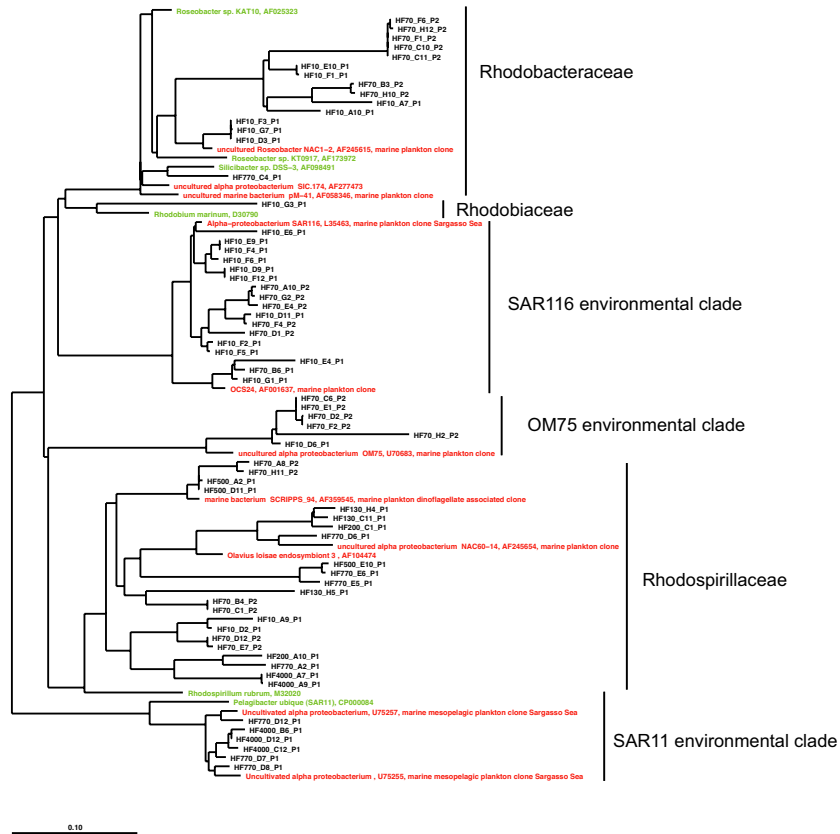 Roseobacter sp. KAT10, AF025323
HF70_F6_P2
HF70_H12_P2
HF70_F1_P2
HF70_C10_P2
HF70_C11_P2
HF10_E10_P1
HF10_F1_P1
Rhodobacteraceae
HF70_B3_P2
HF70_H10_P2
HF10_A7_P1
HF10_A10_P1
HF10_F3_P1
HF10_G7_P1
HF10_D3_P1
uncultured Roseobacter NAC1-2, AF245615, marine plankton clone
Roseobacter sp. KT0917, AF173972
Silicibacter sp. DSS-3, AF098491
HF770_C4_P1
uncultured alpha proteobacterium SIC.174, AF277473
uncultured marine bacterium pM-41, AF058346, marine plankton clone
HF10_G3_P1
Rhodobiaceae
Rhodobium marinum, D30790
Alpha-proteobacterium SAR116, L35463, marine plankton clone Sargasso Sea
HF10_E6_P1
HF10_E9_P1
HF10_F4_P1
HF10_F6_P1
HF10_D9_P1
HF10_F12_P1
HF70_A10_P2
HF70_G2_P2
HF70_E4_P2
SAR116 environmental clade
HF10_D11_P1
HF70_F4_P2
HF70_D1_P2
HF10_F2_P1
HF10_F5_P1
HF10_E4_P1
HF70_B6_P1
HF10_G1_P1
OCS24, AF001637, marine plankton clone
HF70_C6_P2
HF70_E1_P2
HF70_D2_P2
OM75 environmental clade
HF70_F2_P2
HF70_H2_P2
HF10_D6_P1
uncultured alpha proteobacterium OM75, U70683, marine plankton clone
HF70_A8_P2
HF70_H11_P2
HF500_A2_P1
HF500_D11_P1
marine bacterium SCRIPPS_94, AF359545, marine plankton dinoflagellate associated clone
HF130_H4_P1
HF130_C11_P1
HF200_C1_P1
HF770_D6_P1
uncultured alpha proteobacterium NAC60-14, AF245654, marine plankton clone
Olavius loisae endosymbiont 3 , AF104474
HF500_E10_P1
HF770_E6_P1
HF770_E5_P1
Rhodospirillaceae
HF130_H5_P1
HF70_B4_P2
HF70_C1_P2
HF10_A9_P1
HF10_D2_P1
HF70_D12_P2
HF70_E7_P2
HF200_A10_P1
HF770_A2_P1
HF4000_A7_P1
HF4000_A9_P1
Rhodospirillum rubrum, M32020
Pelagibacter ubique (SAR11), CP000084
Uncultivated alpha proteobacterium, U75257, marine mesopelagic plankton clone Sargasso Sea
HF770_D12_P1
HF4000_B6_P1
HF4000_D12_P1
SAR11 environmental clade
HF4000_C12_P1
HF770_D7_P1
HF770_D8_P1
Uncultivated alpha proteobacterium , U75255, marine mesopelagic plankton clone Sargasso Sea
0.10